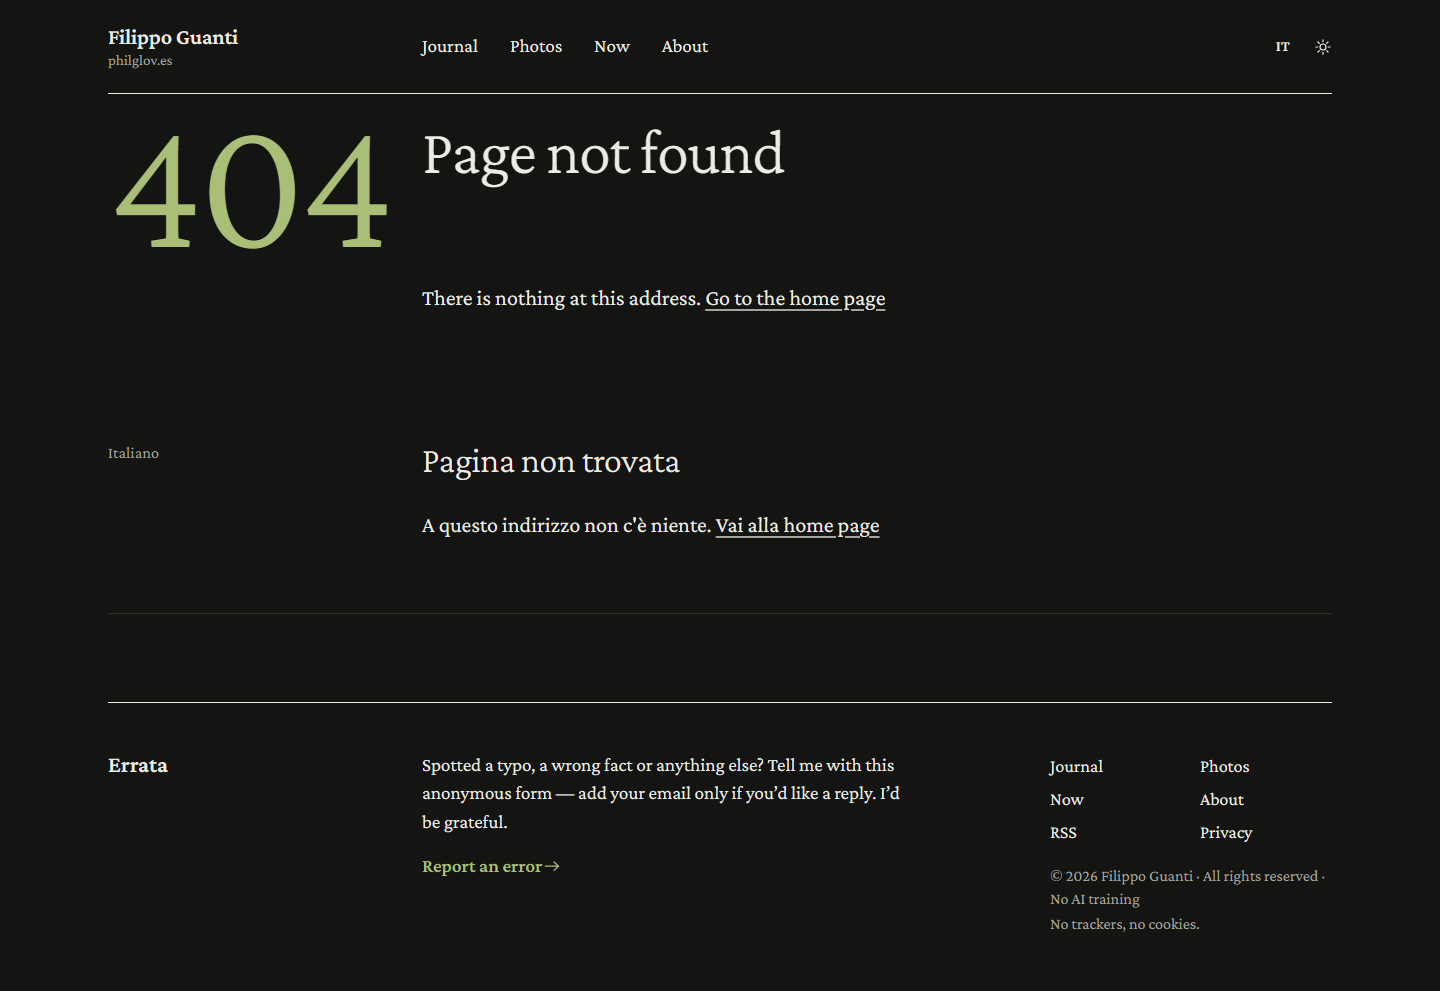 Filippo Guanti
philglov.es
Journal
Photos
Now
About
IT
404
Page not found
There is nothing at this address. Go to the home page
Italiano
Pagina non trovata
A questo indirizzo non c'è niente. Vai alla home page
Errata
Spotted a typo, a wrong fact or anything else? Tell me with this
anonymous form — add your email only if you’d like a reply. I’d
be grateful.
Report an error→
Journal
Photos
Now
About
RSS
Privacy
© 2026 Filippo Guanti · All rights reserved ·
No AI training
No trackers, no cookies.